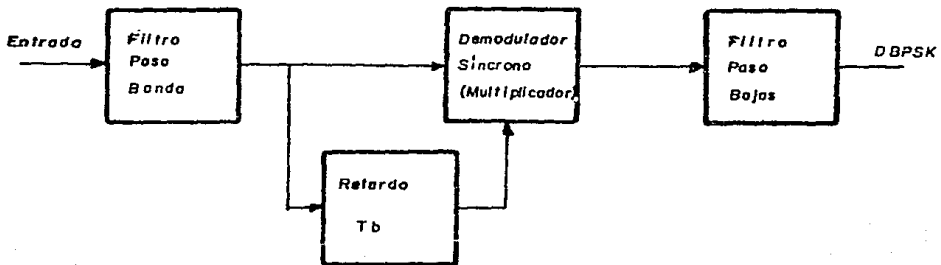 Entrada
Filtro
Paso
Banda
Demodulador
Síncrono
(Multiplicador)
Filtro
Paso
Bajas
DBPSK
Retardo
Tb